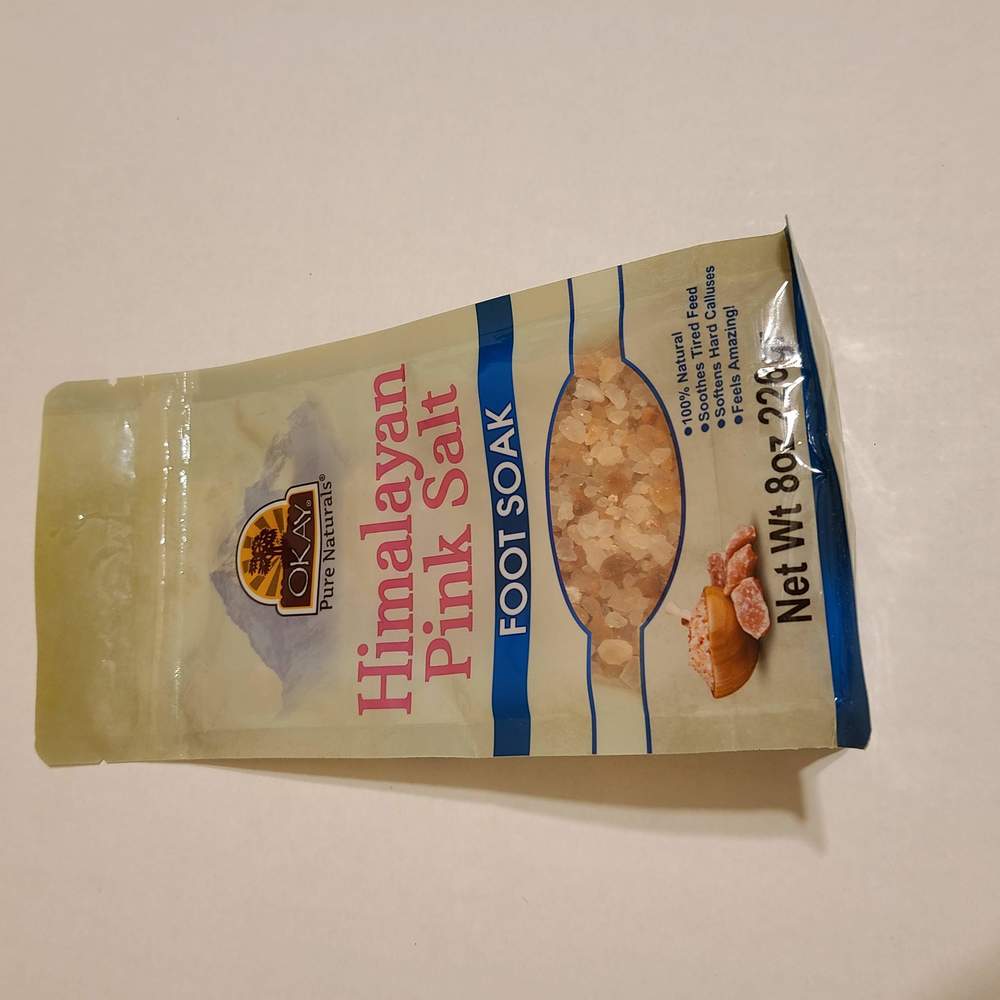 OKAY®
Pure Naturals®
Himalayan
Pink Salt
FOOT SOAK
•100% Natural
•Soothes Tired Feed
•Softens Hard Calluses
•Feels Amazing!
Net Wt 8oz